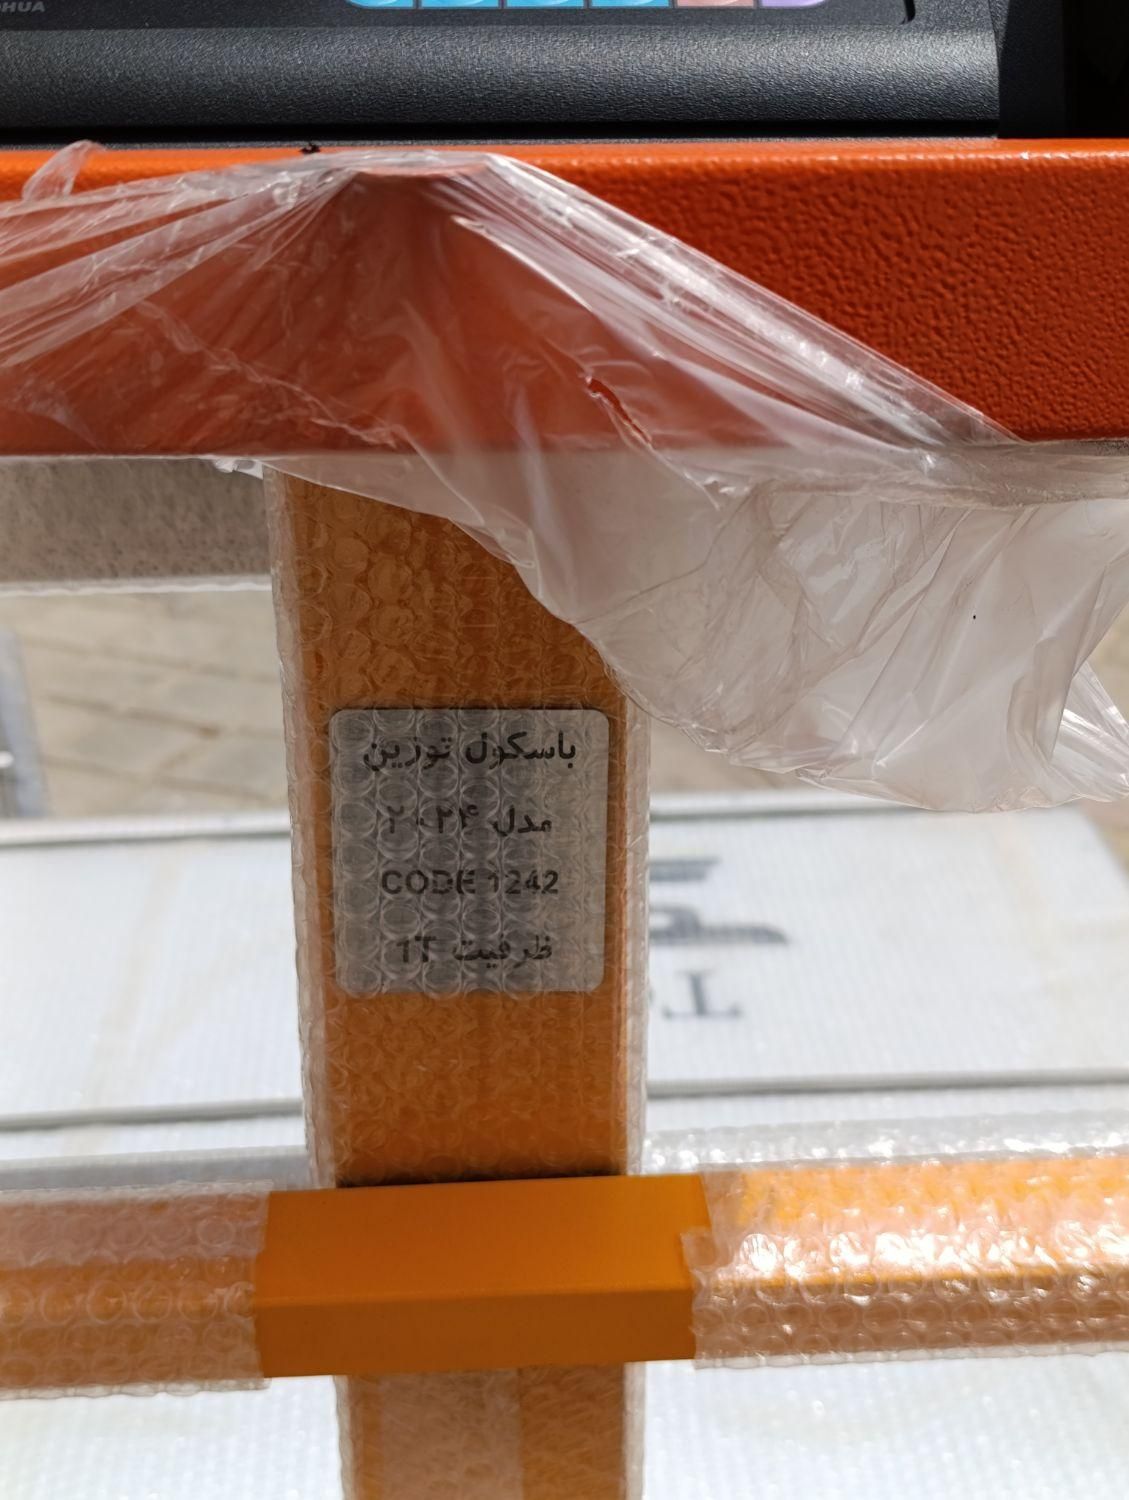 باسکول توزین
مدل ۲۰۲۴
CODE 1242
ظرفیت 1T